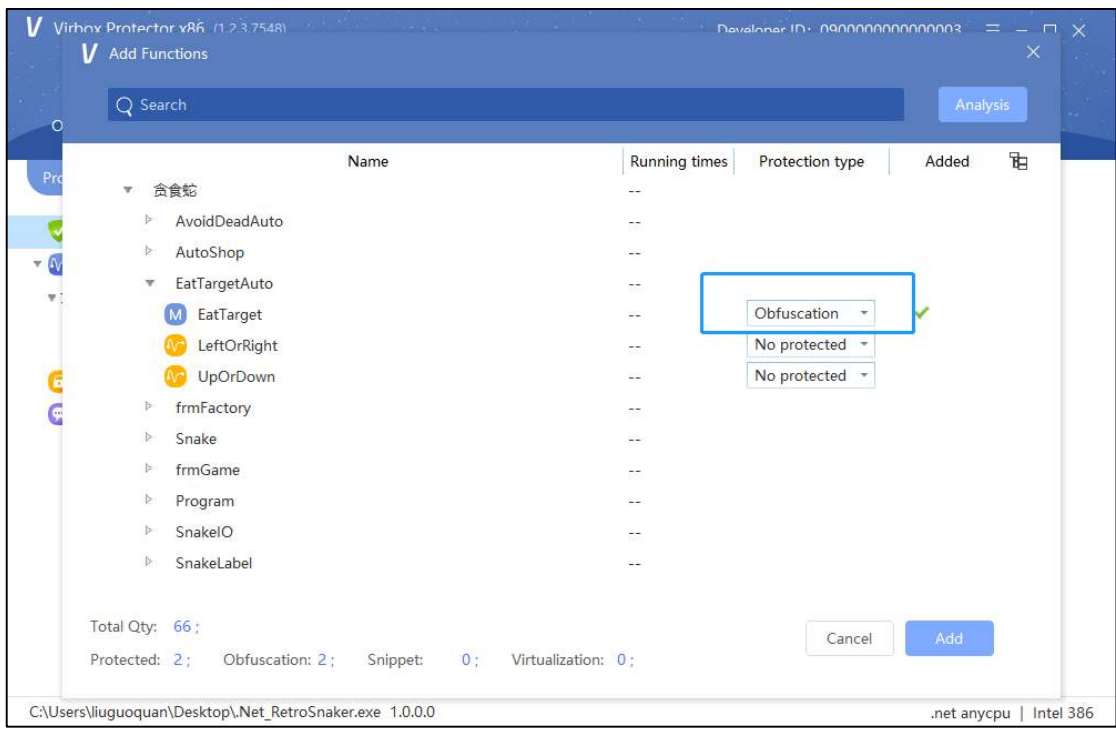 Virbox Protector x86 (1.2.3.7548) Developer ID: 0900000000000003
Add Functions
Search Analysis
Name Running times Protection type Added
贪食蛇 --
AvoidDeadAuto --
AutoShop --
EatTargetAuto --
M EatTarget -- Obfuscation
LeftOrRight -- No protected
UpOrDown -- No protected
frmFactory --
Snake --
frmGame --
Program --
SnakeIO --
SnakeLabel --
Total Qty: 66 ;
Cancel Add
Protected: 2 ; Obfuscation: 2 ; Snippet: 0 ; Virtualization: 0 ;
C:\Users\liuguoquan\Desktop\.Net_RetroSnaker.exe 1.0.0.0 .net anycpu | Intel 386